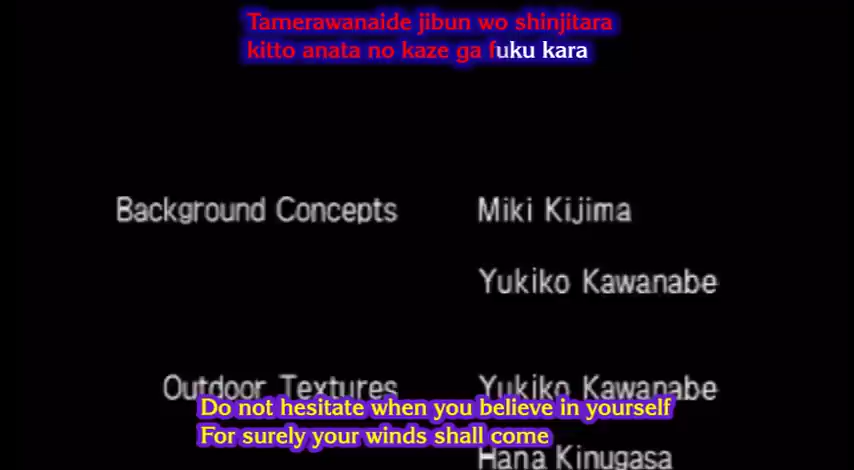 Tamerawanaide jibun wo shinjitara
kitto anata no kaze ga fuku kara
Background Concepts Miki Kijima
Yukiko Kawanabe
Outdoor Textures Yukiko Kawanabe
Do not hesitate when you believe in yourself
For surely your winds shall come
Hana Kinugasa